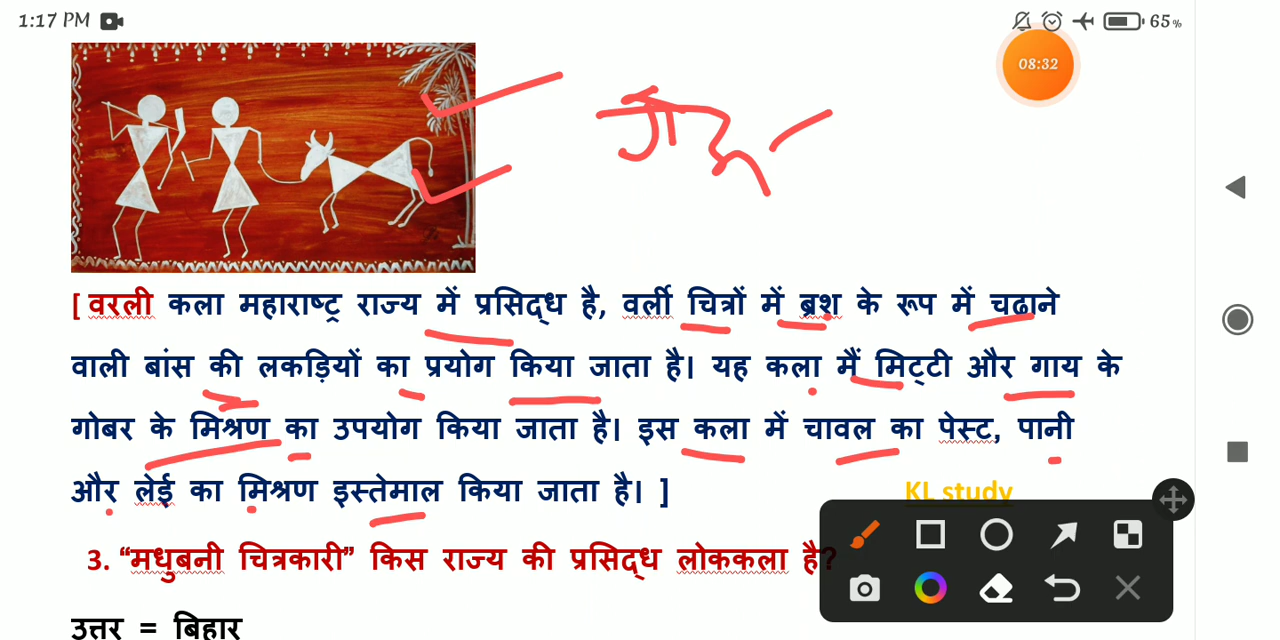 1:17 PM
65%
08:32
[ वरली कला महाराष्ट्र राज्य में प्रसिद्ध है, वर्ली चित्रों में ब्रश के रूप में चढाने
वाली बांस की लकड़ियों का प्रयोग किया जाता है। यह कला मैं मिट्टी और गाय के
गोबर के मिश्रण का उपयोग किया जाता है। इस कला में चावल का पेस्ट, पानी
और लेई का मिश्रण इस्तेमाल किया जाता है। ]
KL study
3. “मधुबनी चित्रकारी” किस राज्य की प्रसिद्ध लोककला है?
उत्तर = बिहार